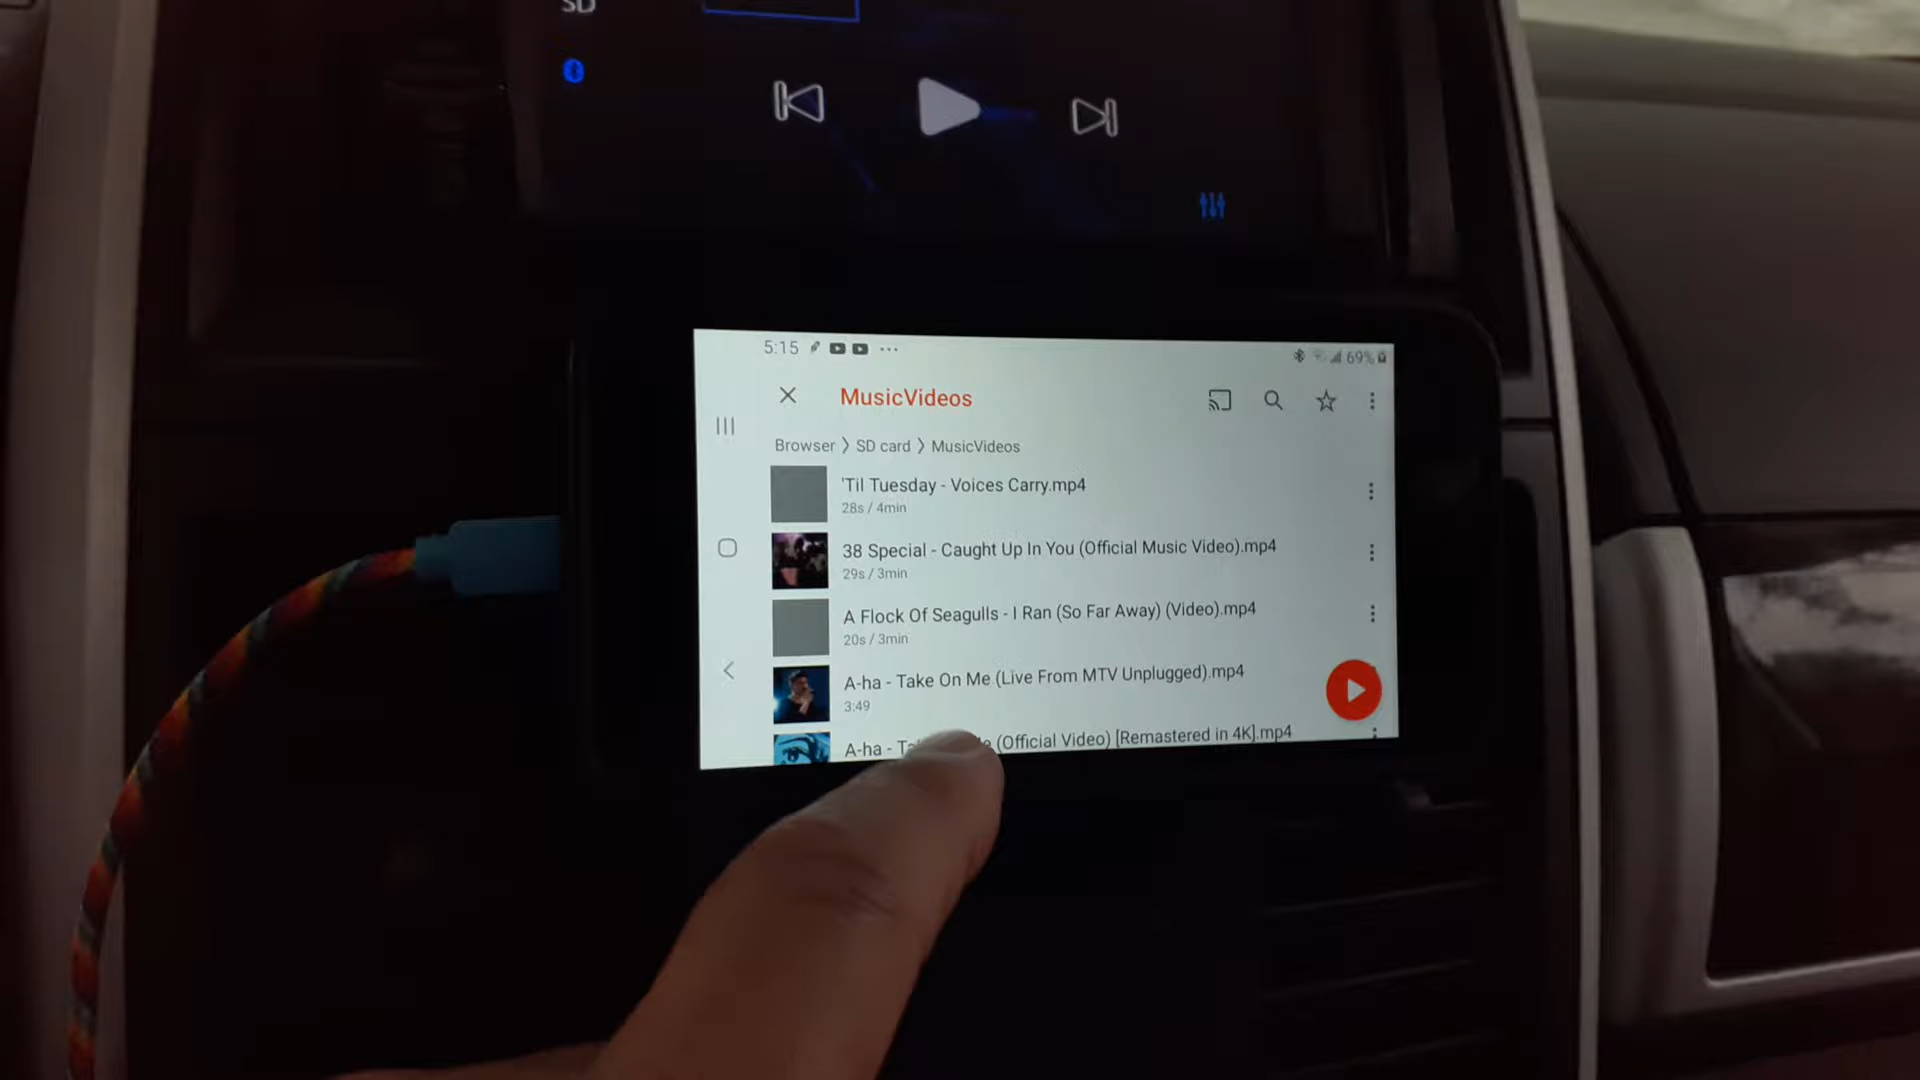 SD
5:15
69%
MusicVideos
Browser > SD card > MusicVideos
'Til Tuesday - Voices Carry.mp4
28s / 4min
38 Special - Caught Up In You (Official Music Video).mp4
29s / 3min
A Flock Of Seagulls - I Ran (So Far Away) (Video).mp4
20s / 3min
A-ha - Take On Me (Live From MTV Unplugged).mp4
3:49
A-ha - (Official Video) [Remastered in 4K].mp4